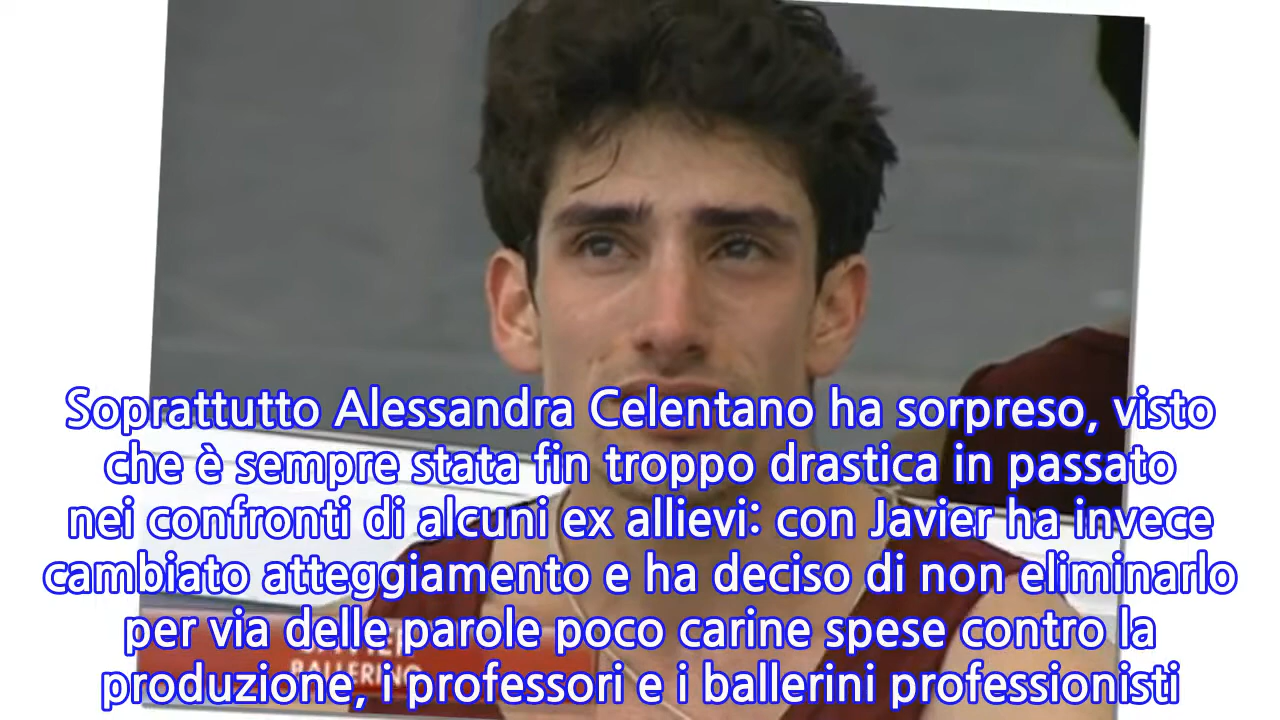 Soprattutto Alessandra Celentano ha sorpreso, visto
che è sempre stata fin troppo drastica in passato
nei confronti di alcuni ex allievi: con Javier ha invece
cambiato atteggiamento e ha deciso di non eliminarlo
per via delle parole poco carine spese contro la
produzione, i professori e i ballerini professionisti
BALLERINO